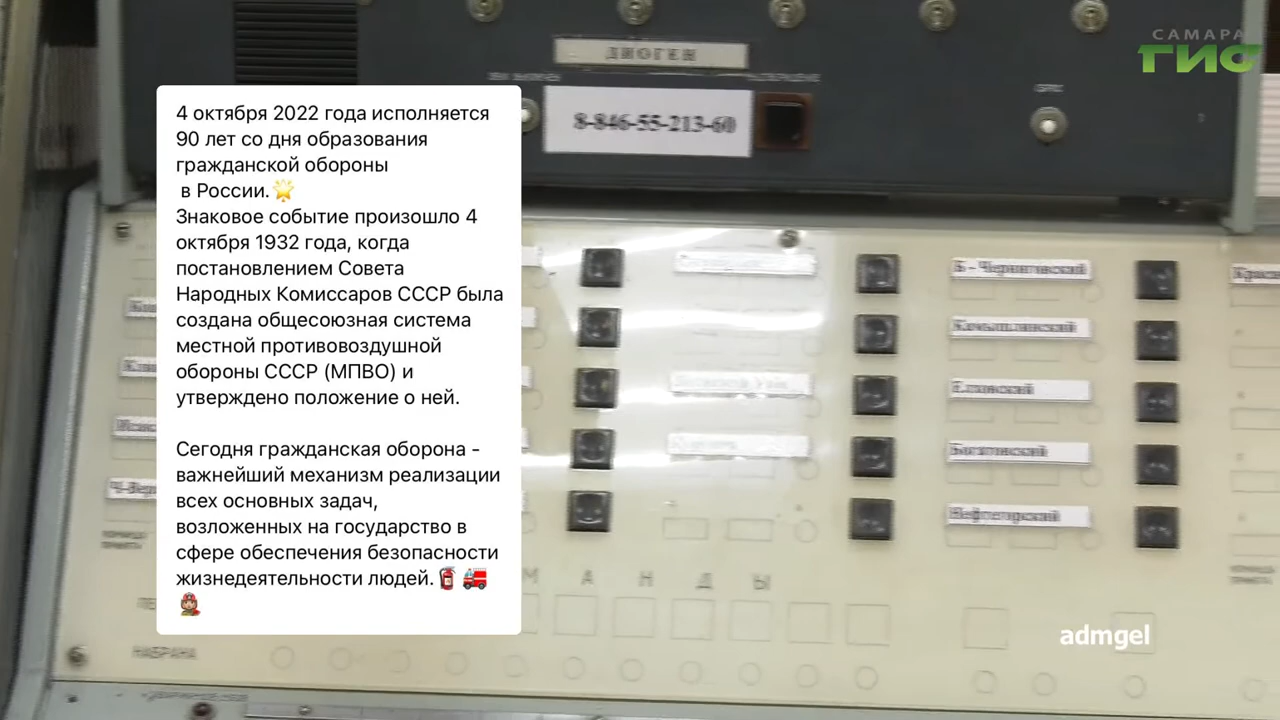 САМАРА
ГИС
ДИОГЕН
8-846-55-213-60
4 октября 2022 года исполняется
90 лет со дня образования
гражданской обороны
в России.🌟
Знаковое событие произошло 4
октября 1932 года, когда
постановлением Совета
Народных Комиссаров СССР была
создана общесоюзная система
местной противовоздушной
обороны СССР (МПВО) и
утверждено положение о ней.
Сегодня гражданская оборона -
важнейший механизм реализации
всех основных задач,
возложенных на государство в
сфере обеспечения безопасности
жизнедеятельности людей.🧯🚒
🧑‍🚒
Б - Черниговский
Елховский
Богатовский
Нефтегорский
М А Н Д Ы
НАБРАНА
admgel